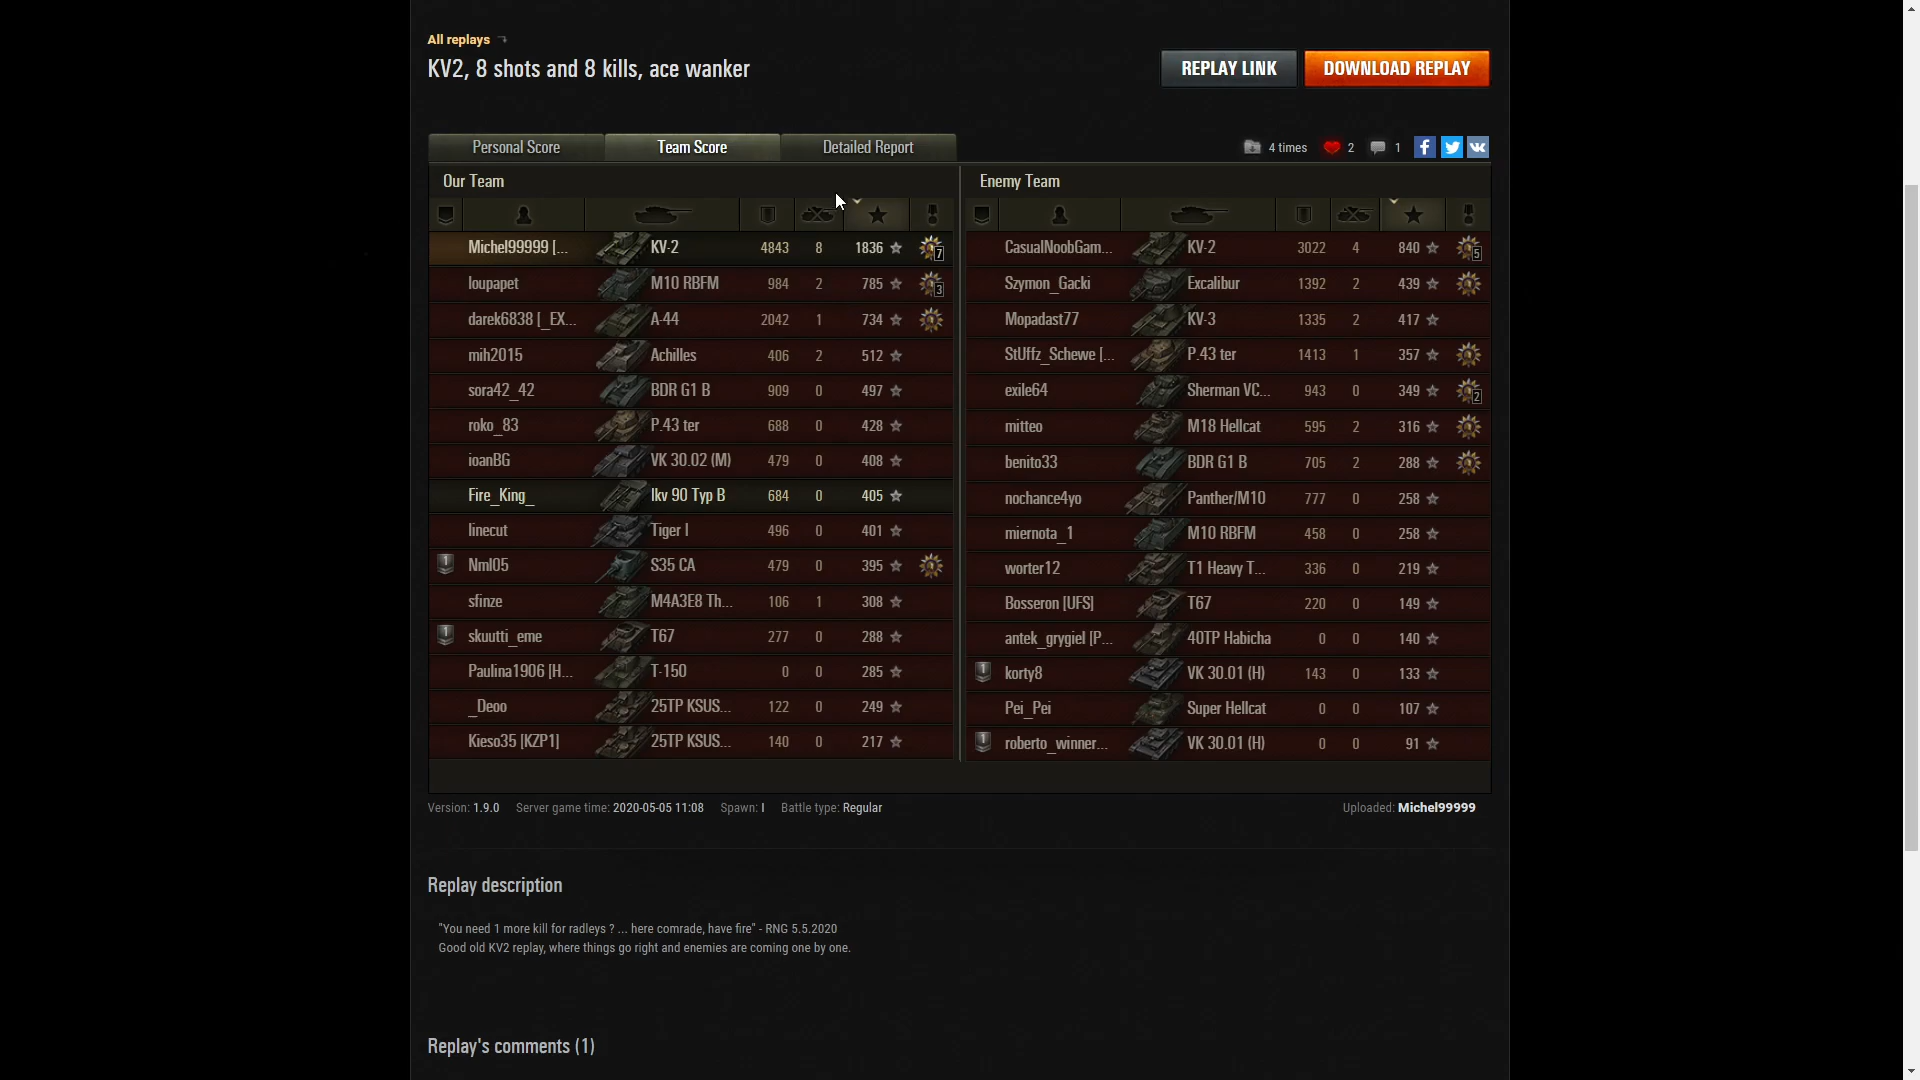 All replays
KV2, 8 shots and 8 kills, ace wanker
REPLAY LINK
DOWNLOAD REPLAY
Personal Score
Team Score
Detailed Report
4 times
2
1
Our Team
Enemy Team
Michel99999 [... KV-2 4843 8 1836 7
loupapet M10 RBFM 984 2 785 3
darek6838 [_EX... A-44 2042 1 734
mih2015 Achilles 406 2 512
sora42_42 BDR G1 B 909 0 497
roko_83 P.43 ter 688 0 428
ioanBG VK 30.02 (M) 479 0 408
Fire_King_ Ikv 90 Typ B 684 0 405
linecut Tiger I 496 0 401
1 Nml05 S35 CA 479 0 395
sfinze M4A3E8 Th... 106 1 308
1 skuutti_eme T67 277 0 288
Paulina1906 [H... T-150 0 0 285
_Deoo 25TP KSUS... 122 0 249
Kieso35 [KZP1] 25TP KSUS... 140 0 217
CasualNoobGam... KV-2 3022 4 840 5
Szymon_Gacki Excalibur 1392 2 439
Mopadast77 KV-3 1335 2 417
StUffz_Schewe [... P.43 ter 1413 1 357
exile64 Sherman VC... 943 0 349 2
mitteo M18 Hellcat 595 2 316
benito33 BDR G1 B 705 2 288
nochance4yo Panther/M10 777 0 258
miernota_1 M10 RBFM 458 0 258
worter12 T1 Heavy T... 336 0 219
Bosseron [UFS] T67 220 0 149
antek_grygiel [P... 40TP Habicha 0 0 140
1 korty8 VK 30.01 (H) 143 0 133
Pei_Pei Super Hellcat 0 0 107
1 roberto_winner... VK 30.01 (H) 0 0 91
Version: 1.9.0 Server game time: 2020-05-05 11:08 Spawn: I Battle type: Regular
Uploaded: Michel99999
Replay description
"You need 1 more kill for radleys ? ... here comrade, have fire" - RNG 5.5.2020
Good old KV2 replay, where things go right and enemies are coming one by one.
Replay's comments (1)